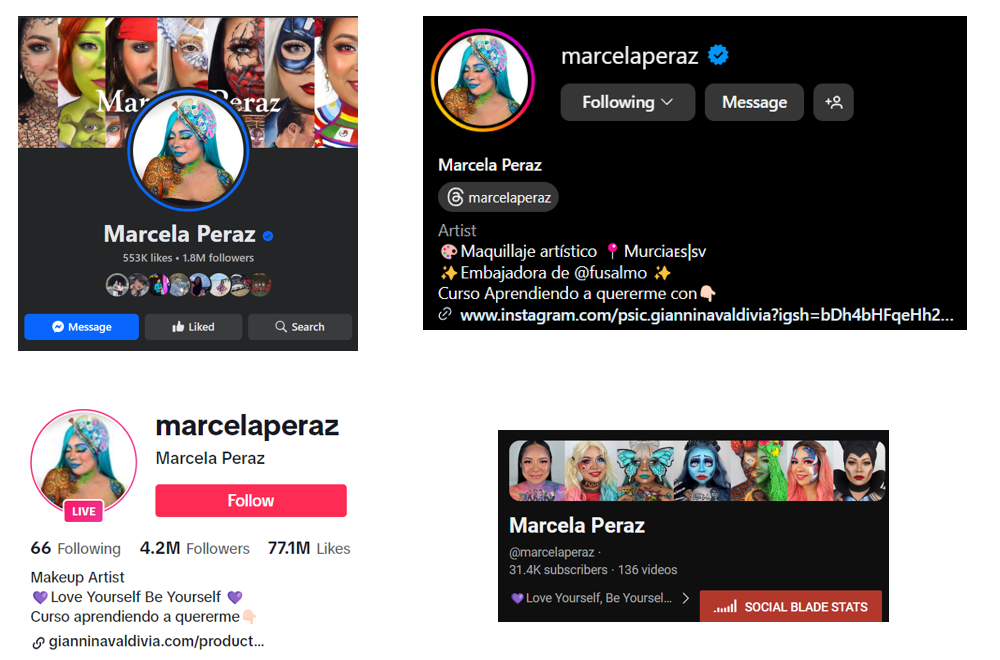 Marcela Peraz
Marcela Peraz
553K likes • 1.8M followers
Message
Liked
Search
marcelaperaz
Following
Message
Marcela Peraz
marcelaperaz
Artist
🎨Maquillaje artístico 📍Murciaᴇs|sv
✨Embajadora de @fusalmo ✨
Curso Aprendiendo a quererme con👇🏻
www.instagram.com/psic.gianninavaldivia?igsh=bDh4bHFqeHh2...
marcelaperaz
Marcela Peraz
Follow
LIVE
66 Following 4.2M Followers 77.1M Likes
Makeup Artist
💜Love Yourself Be Yourself 💜
Curso aprendiendo a quererme👇🏻
gianninavaldivia.com/product...
Marcela Peraz
@marcelaperaz ·
31.4K subscribers · 136 videos
💜Love Yourself, Be Yoursel... >
SOCIAL BLADE STATS